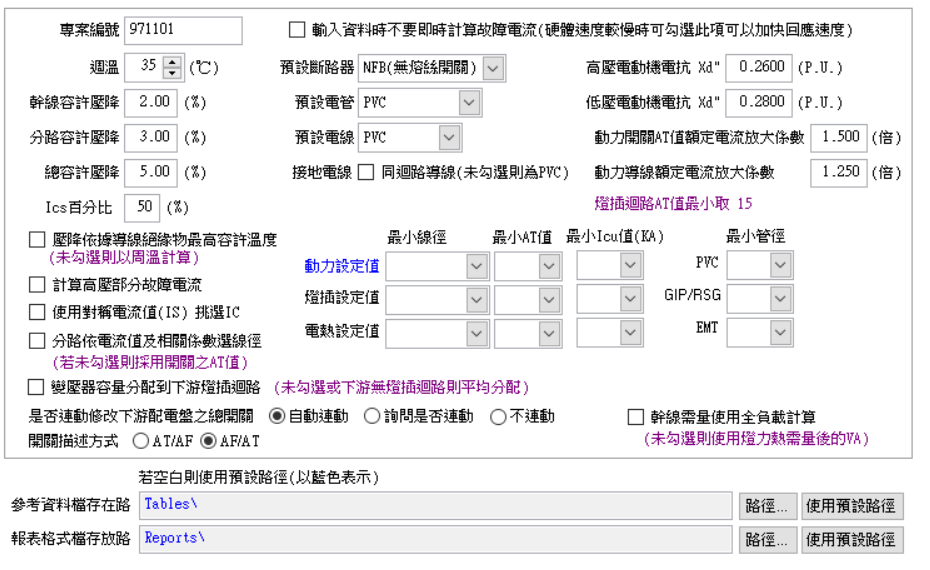 專案編號 971101 輸入資料時不要即時計算故障電流(硬體速度較慢時可勾選此項可以加快回應速度)
週溫 35 (℃) 預設斷路器 NFB(無熔絲開關) 高壓電動機電抗 Xd" 0.2600 (P.U.)
幹線容許壓降 2.00 (%) 預設電管 PVC 低壓電動機電抗 Xd" 0.2800 (P.U.)
分路容許壓降 3.00 (%) 預設電線 PVC 動力開關AT值額定電流放大係數 1.500 (倍)
總容許壓降 5.00 (%) 接地電線 同迴路導線(未勾選則為PVC) 動力導線額定電流放大係數 1.250 (倍)
Ics百分比 50 (%) 燈插迴路AT值最小取 15
壓降依據導線絕緣物最高容許溫度 最小線徑 最小AT值 最小Icu值(KA) 最小管徑
(未勾選則以周溫計算) 動力設定值 PVC
計算高壓部分故障電流 燈插設定值 GIP/RSG
使用對稱電流值(IS) 挑選IC 電熱設定值 EMT
分路依電流值及相關係數選線徑
(若未勾選則採用開關之AT值)
變壓器容量分配到下游燈插迴路 (未勾選或下游無燈插迴路則平均分配)
是否連動修改下游配電盤之總開關 自動連動 詢問是否連動 不連動 幹線需量使用全負載計算
開關描述方式 AT/AF AF/AT (未勾選則使用燈力熱需量後的VA)
若空白則使用預設路徑(以藍色表示)
參考資料檔存在路 Tables\ 路徑... 使用預設路徑
報表格式檔存放路 Reports\ 路徑... 使用預設路徑